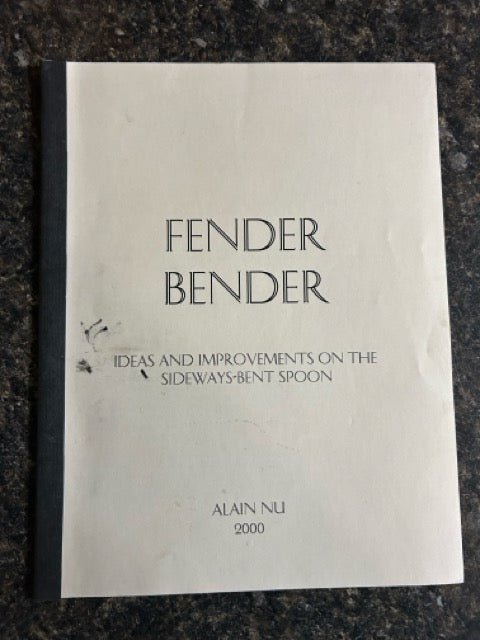 FENDER
BENDER
IDEAS AND IMPROVEMENTS ON THE
SIDEWAYS-BENT SPOON
ALAIN NU
2000